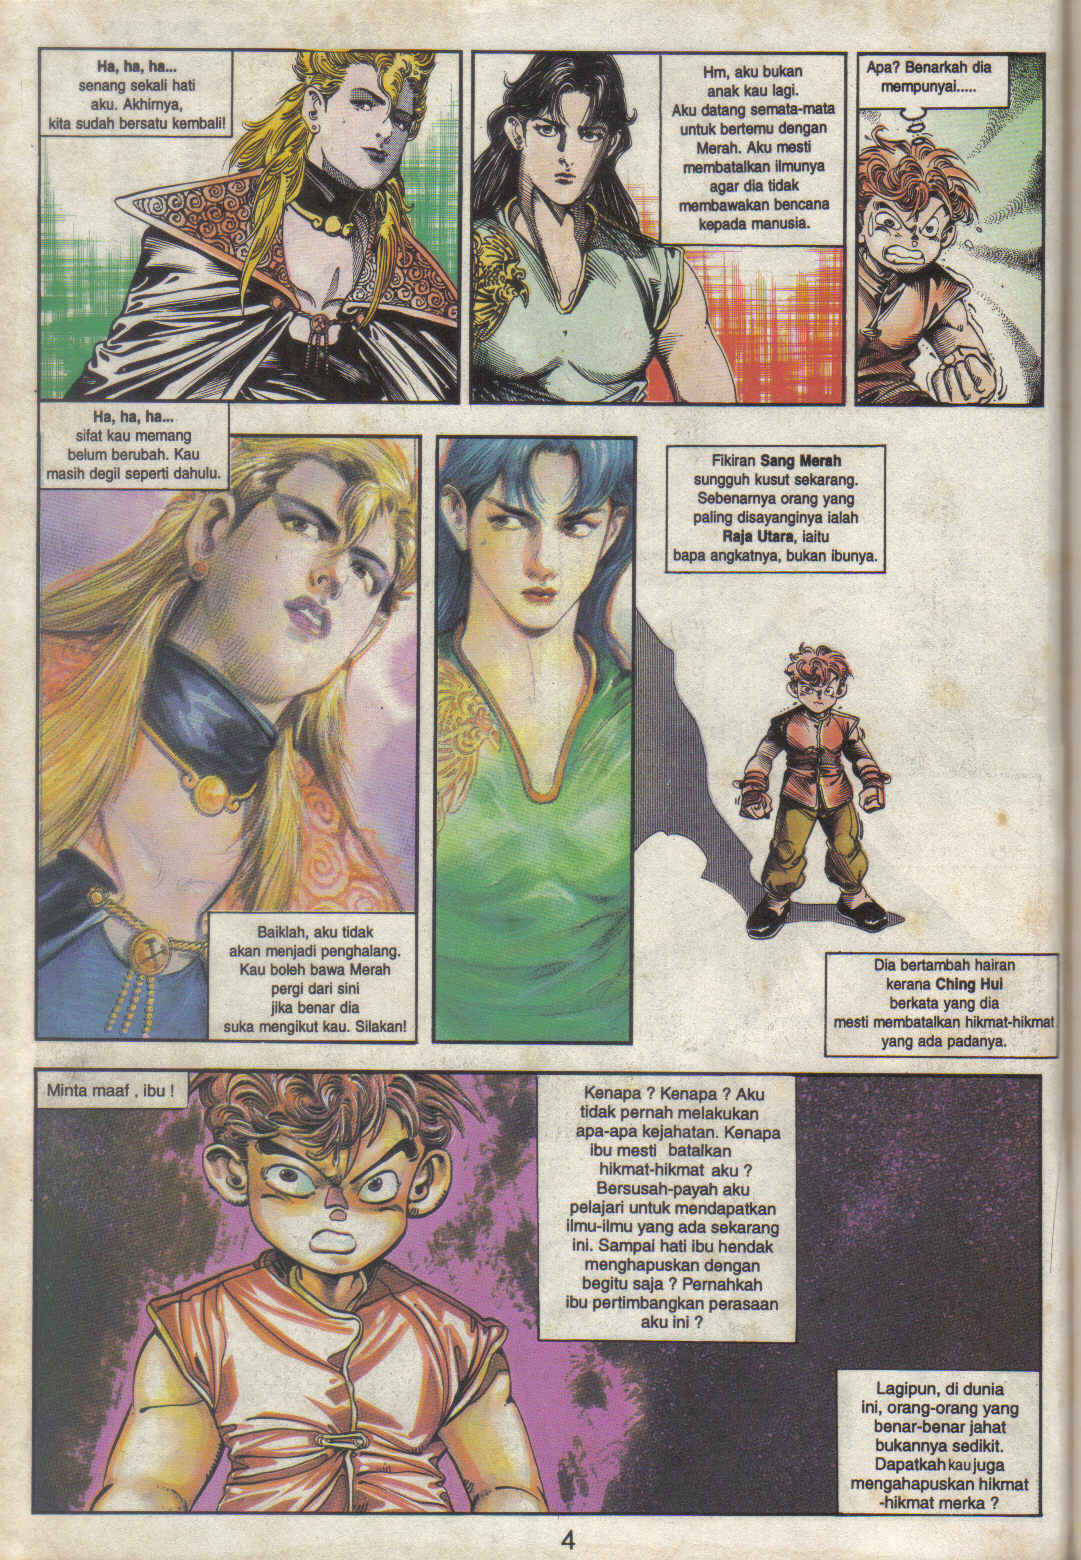 Ha, ha, ha...
senang sekali hati
aku. Akhirnya,
kita sudah bersatu kembali!
Hm, aku bukan
anak kau lagi.
Aku datang semata-mata
untuk bertemu dengan
Merah. Aku mesti
membatalkan ilmunya
agar dia tidak
membawakan bencana
kepada manusia.
Apa? Benarkah dia
mempunyai.....
Ha, ha, ha...
sifat kau memang
belum berubah. Kau
masih degil seperti dahulu.
Baiklah, aku tidak
akan menjadi penghalang.
Kau boleh bawa Merah
pergi dari sini
jika benar dia
suka mengikut kau. Silakan!
Fikiran Sang Merah
sungguh kusut sekarang.
Sebenarnya orang yang
paling disayanginya ialah
Raja Utara, iaitu
bapa angkatnya, bukan ibunya.
Dia bertambah hairan
kerana Ching Hui
berkata yang dia
mesti membatalkan hikmat-hikmat
yang ada padanya.
Minta maaf , ibu !
Kenapa ? Kenapa ? Aku
tidak pernah melakukan
apa-apa kejahatan. Kenapa
ibu mesti batalkan
hikmat-hikmat aku ?
Bersusah-payah aku
pelajari untuk mendapatkan
ilmu-ilmu yang ada sekarang
ini. Sampai hati ibu hendak
menghapuskan dengan
begitu saja ? Pernahkah
ibu pertimbangkan perasaan
aku ini ?
Lagipun, di dunia
ini, orang-orang yang
benar-benar jahat
bukannya sedikit.
Dapatkah kau juga
mengahapuskan hikmat
-hikmat merka ?
4